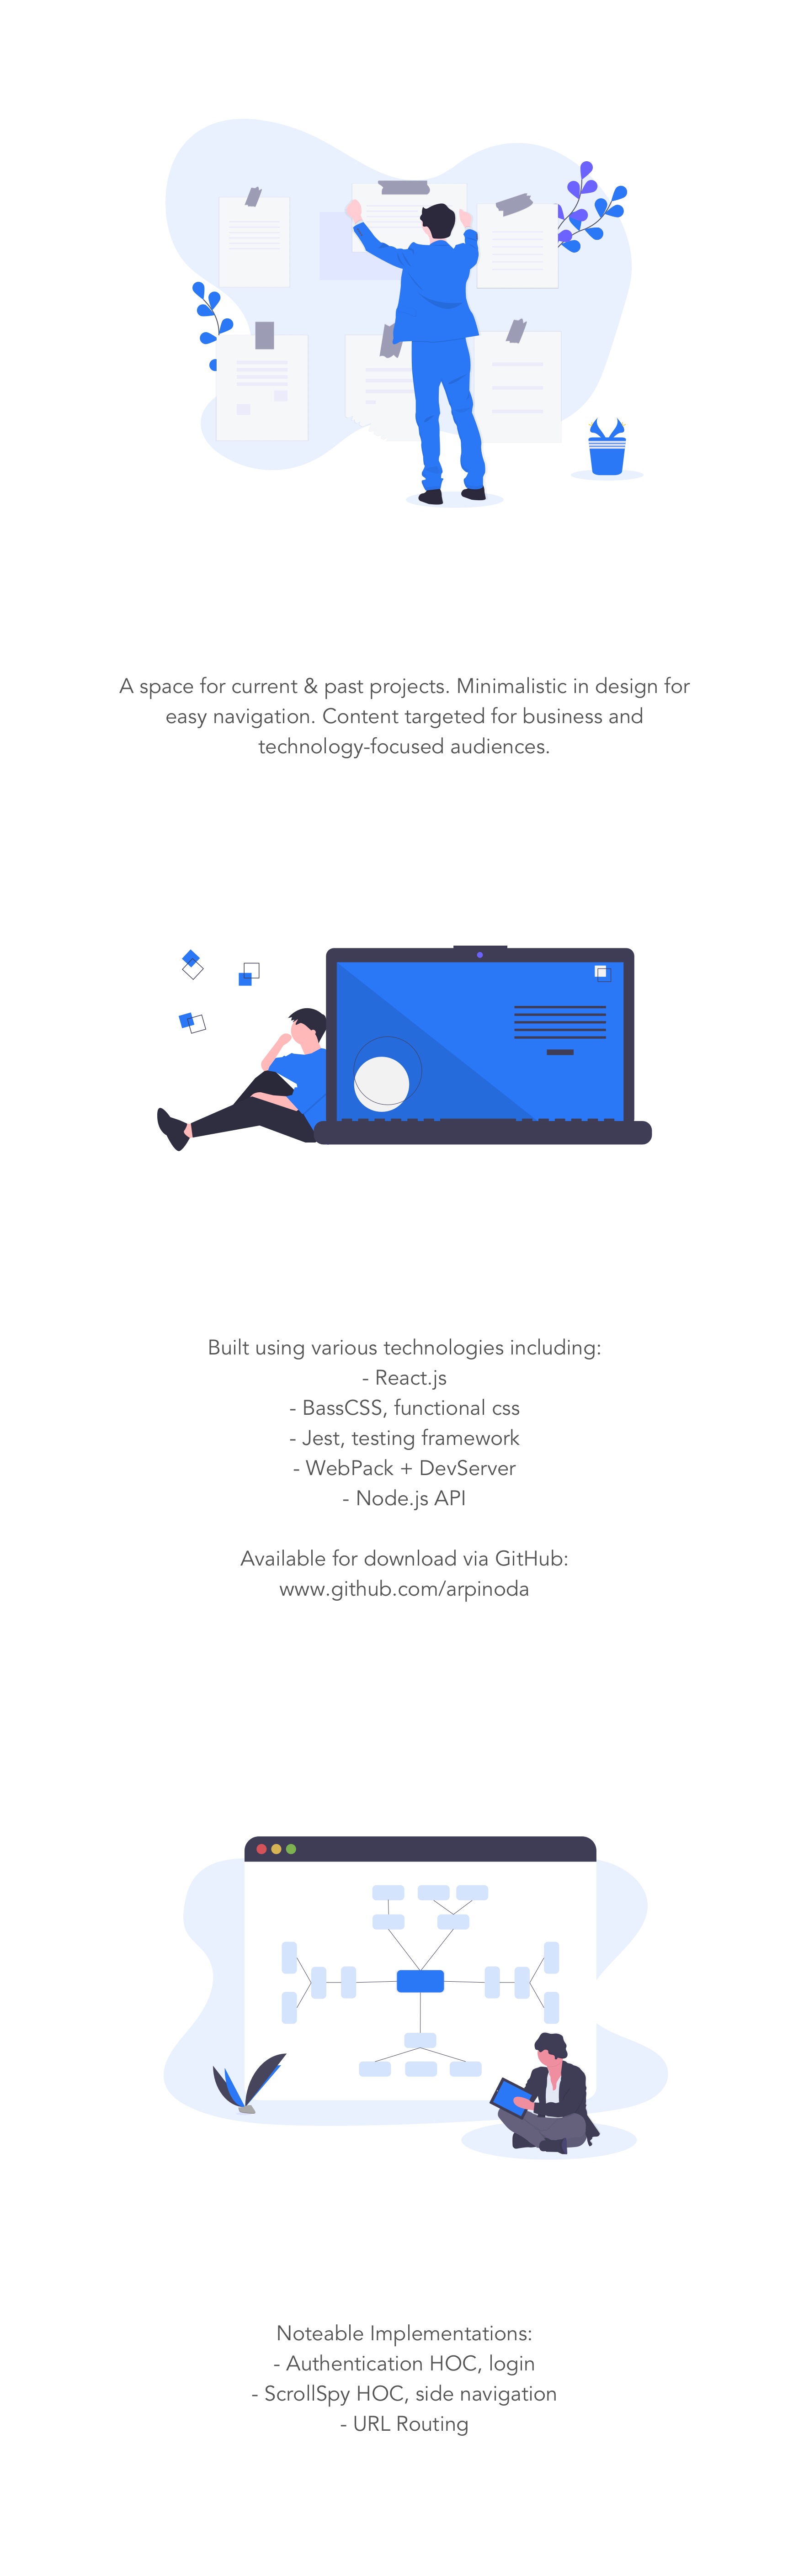 A space for current & past projects. Minimalistic in design for
easy navigation. Content targeted for business and
technology-focused audiences.
Built using various technologies including:
- React.js
- BassCSS, functional css
- Jest, testing framework
- WebPack + DevServer
- Node.js API
Available for download via GitHub:
www.github.com/arpinoda
Noteable Implementations:
- Authentication HOC, login
- ScrollSpy HOC, side navigation
- URL Routing